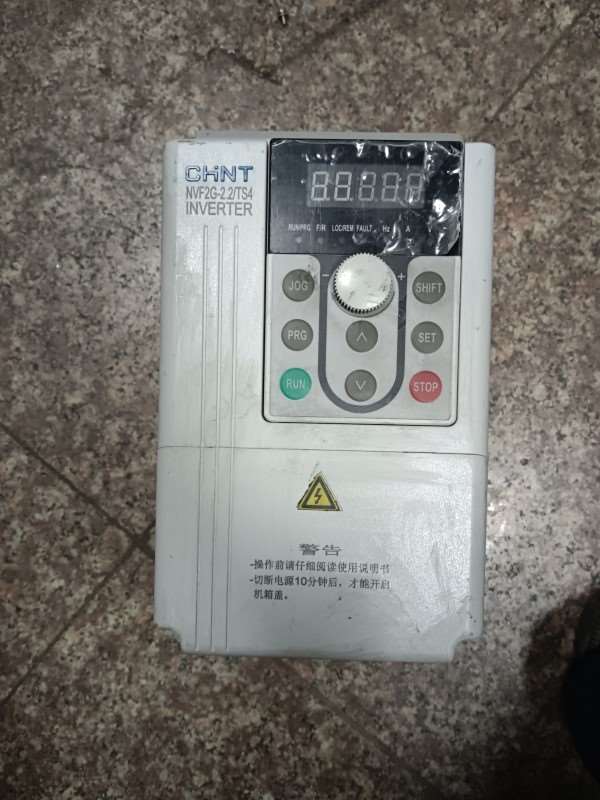 CHNT
NVF2G-2.2/TS4
INVERTER
RUN/PRG F/R LOC/REM FAULT Hz A
- +
JOG SHIFT
PRG SET
RUN STOP
警告
-操作前请仔细阅读使用说明书
-切断电源10分钟后，才能开启
机箱盖。